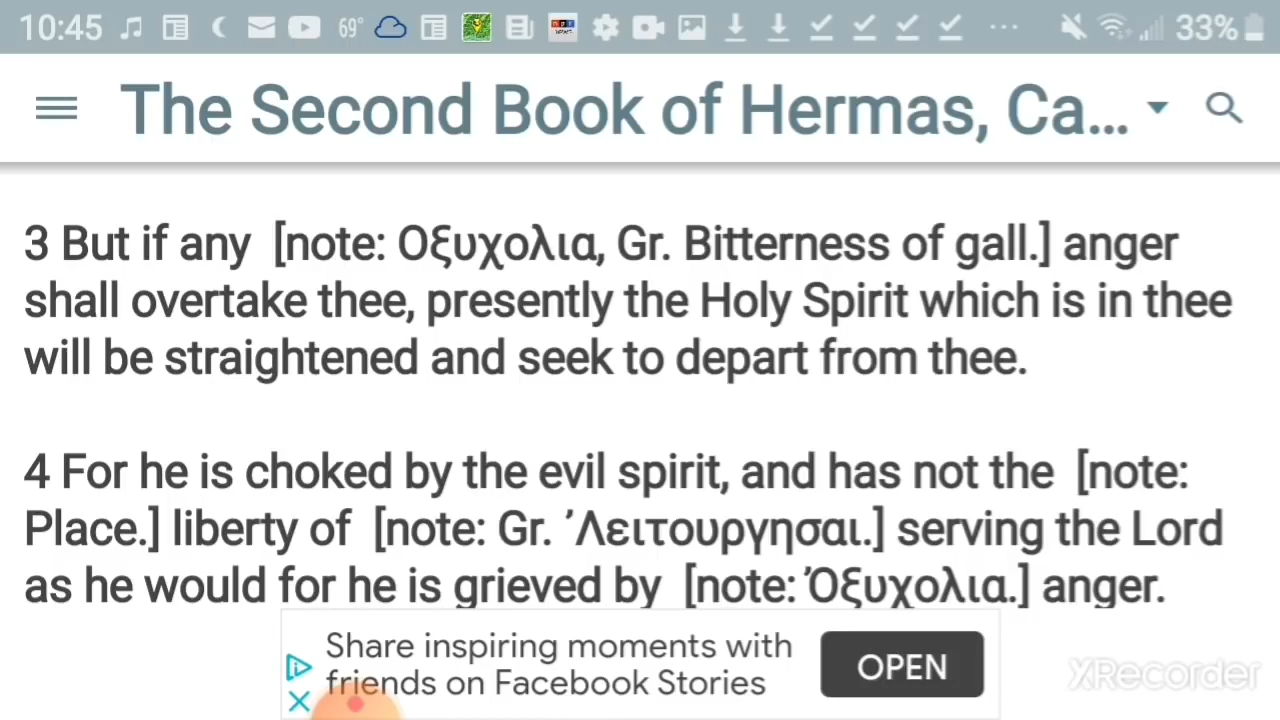 10:45 69° 33%
The Second Book of Hermas, Ca...
3 But if any [note: Οξυχολια, Gr. Bitterness of gall.] anger
shall overtake thee, presently the Holy Spirit which is in thee
will be straightened and seek to depart from thee.
4 For he is choked by the evil spirit, and has not the [note:
Place.] liberty of [note: Gr. ᾽Λειτουργησαι.] serving the Lord
as he would for he is grieved by [note: Ὀξυχολια.] anger.
Share inspiring moments with
friends on Facebook Stories
OPEN
XRecorder